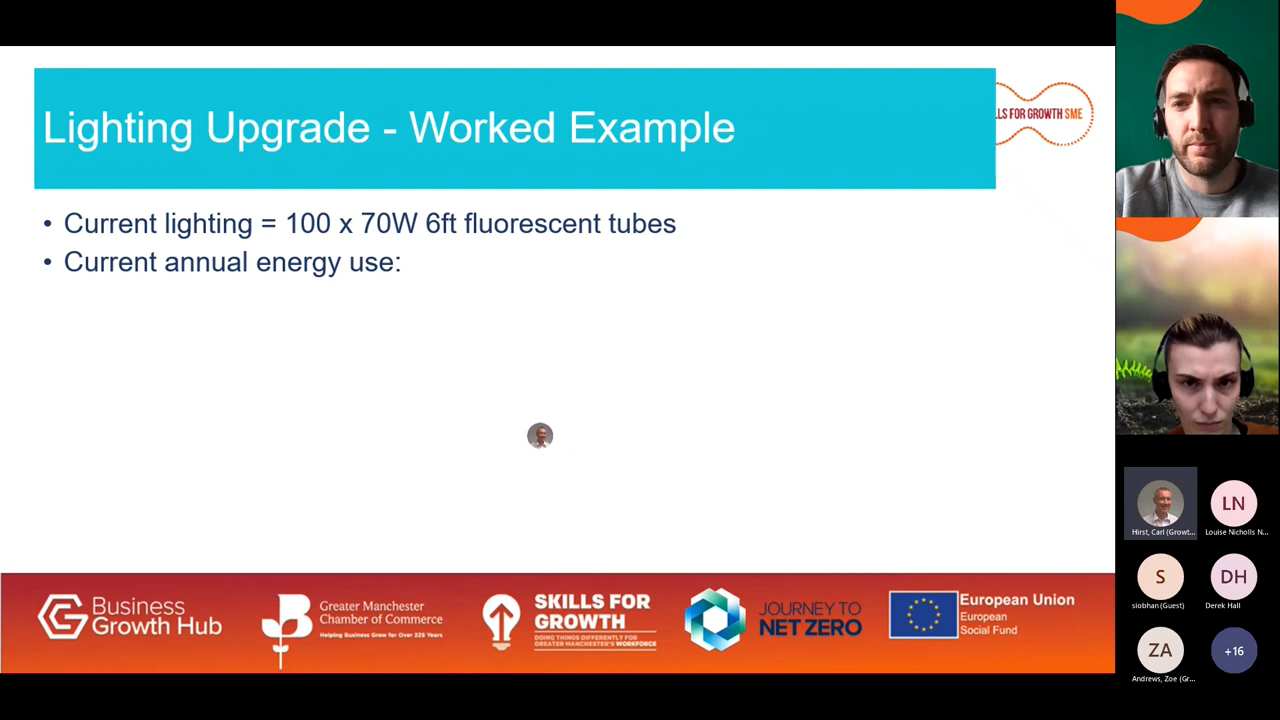 Lighting Upgrade - Worked Example
LLS FOR GROWTH SME
• Current lighting = 100 x 70W 6ft fluorescent tubes
• Current annual energy use:
Business
Growth Hub
Greater Manchester
Chamber of Commerce
Helping Business Grow for Over 225 Years
SKILLS FOR
GROWTH
DOING THINGS DIFFERENTLY FOR
GREATER MANCHESTER'S WORKFORCE
JOURNEY TO
NET ZERO
European Union
European
Social Fund
Hirst, Carl (Growt...
LN
Louise Nicholls N...
S
siobhan (Guest)
DH
Derek Hall
ZA
Andrews, Zoe (Gr...
+16